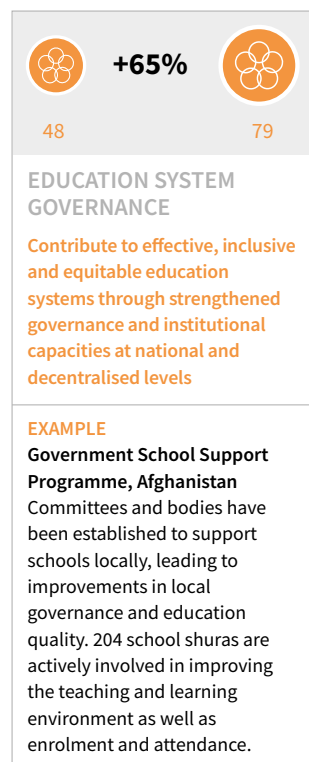 +65%
48 79
EDUCATION SYSTEM
GOVERNANCE
Contribute to effective, inclusive
and equitable education
systems through strengthened
governance and institutional
capacities at national and
decentralised levels
EXAMPLE
Government School Support
Programme, Afghanistan
Committees and bodies have
been established to support
schools locally, leading to
improvements in local
governance and education
quality. 204 school shuras are
actively involved in improving
the teaching and learning
environment as well as
enrolment and attendance.